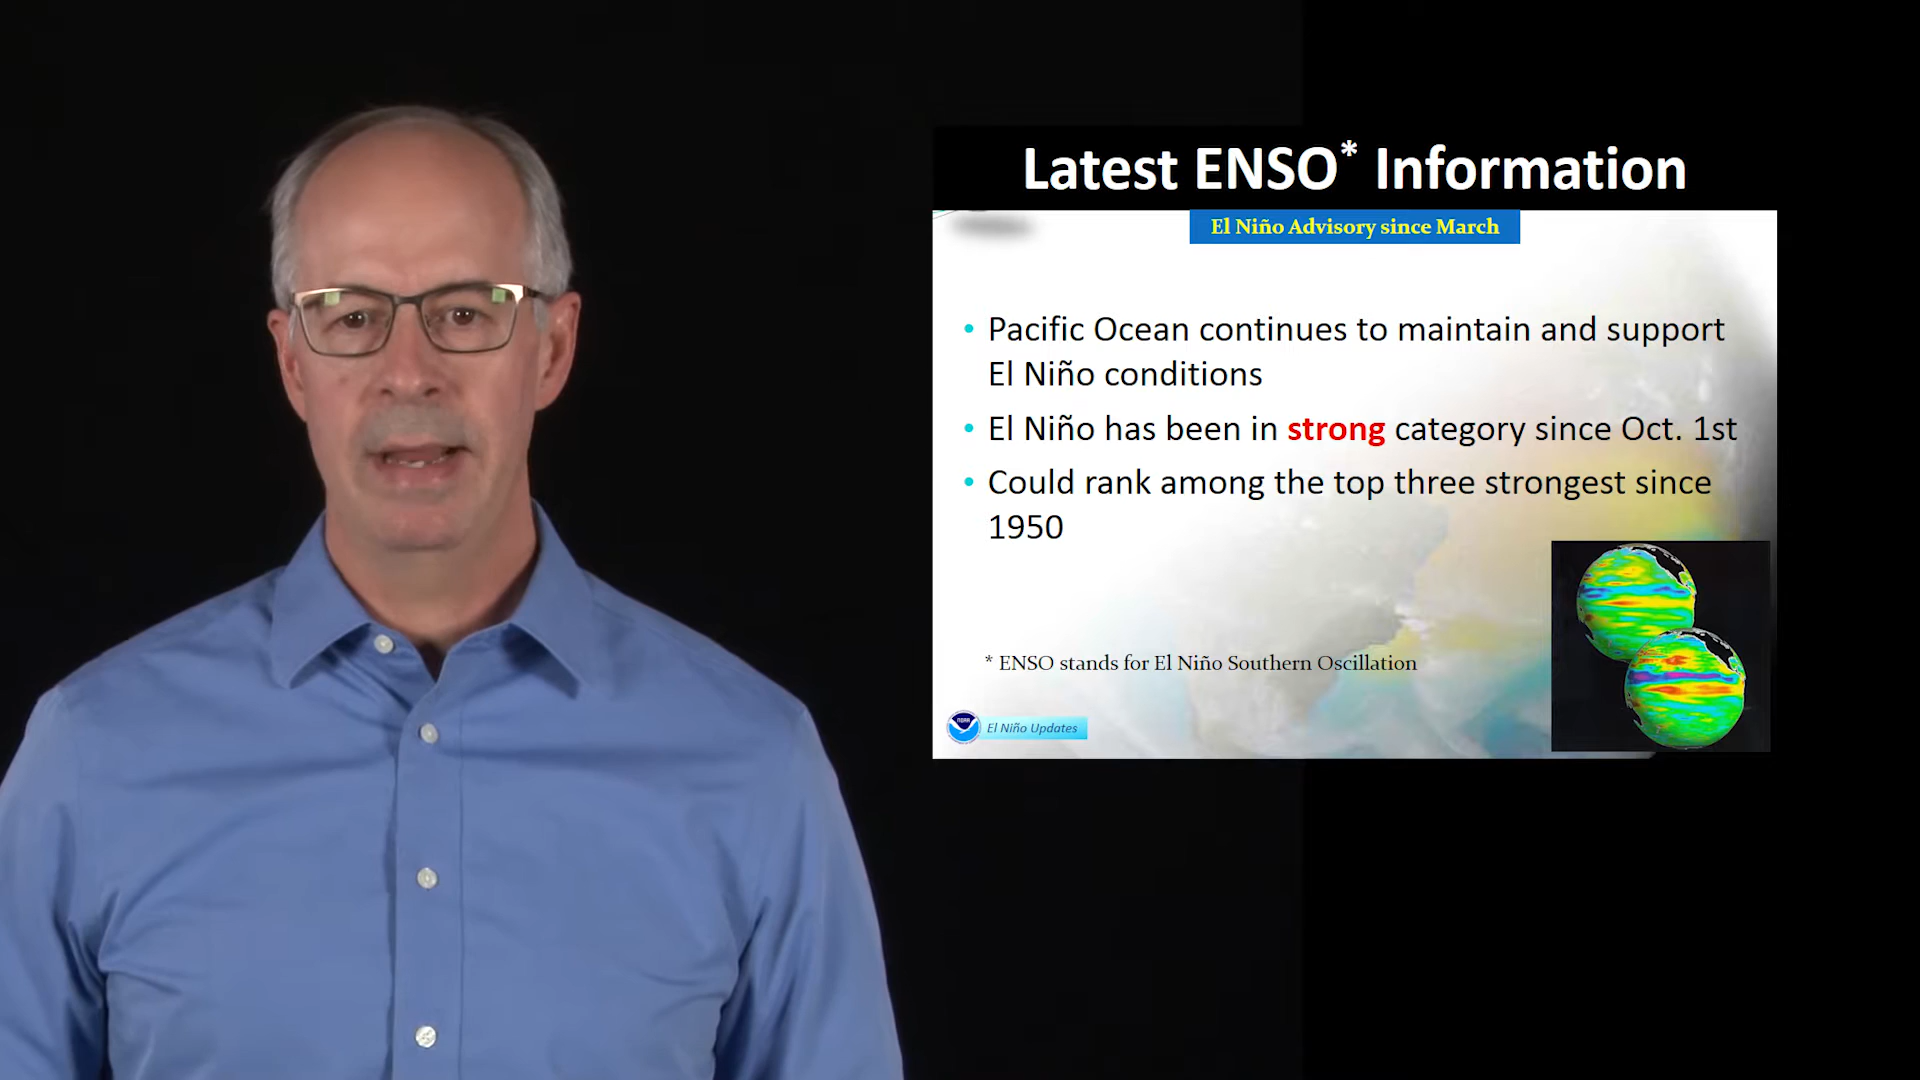 Latest ENSO* Information
El Niño Advisory since March
• Pacific Ocean continues to maintain and support
El Niño conditions
• El Niño has been in strong category since Oct. 1st
• Could rank among the top three strongest since
1950
* ENSO stands for El Niño Southern Oscillation
NOAA
El Niño Updates